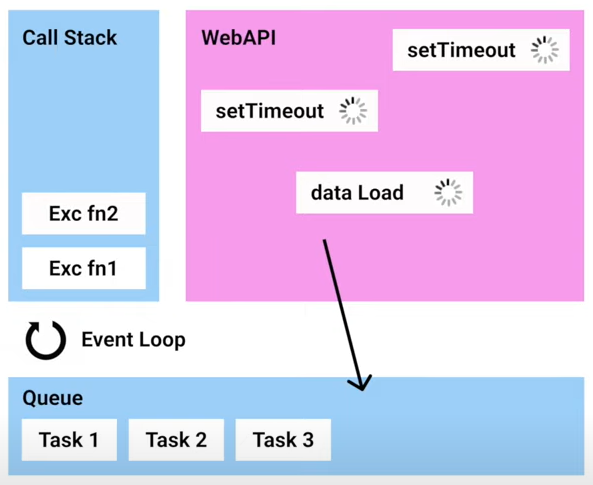 Call Stack
Exc fn2
Exc fn1
WebAPI
setTimeout
setTimeout
data Load
Event Loop
Queue
Task 1
Task 2
Task 3